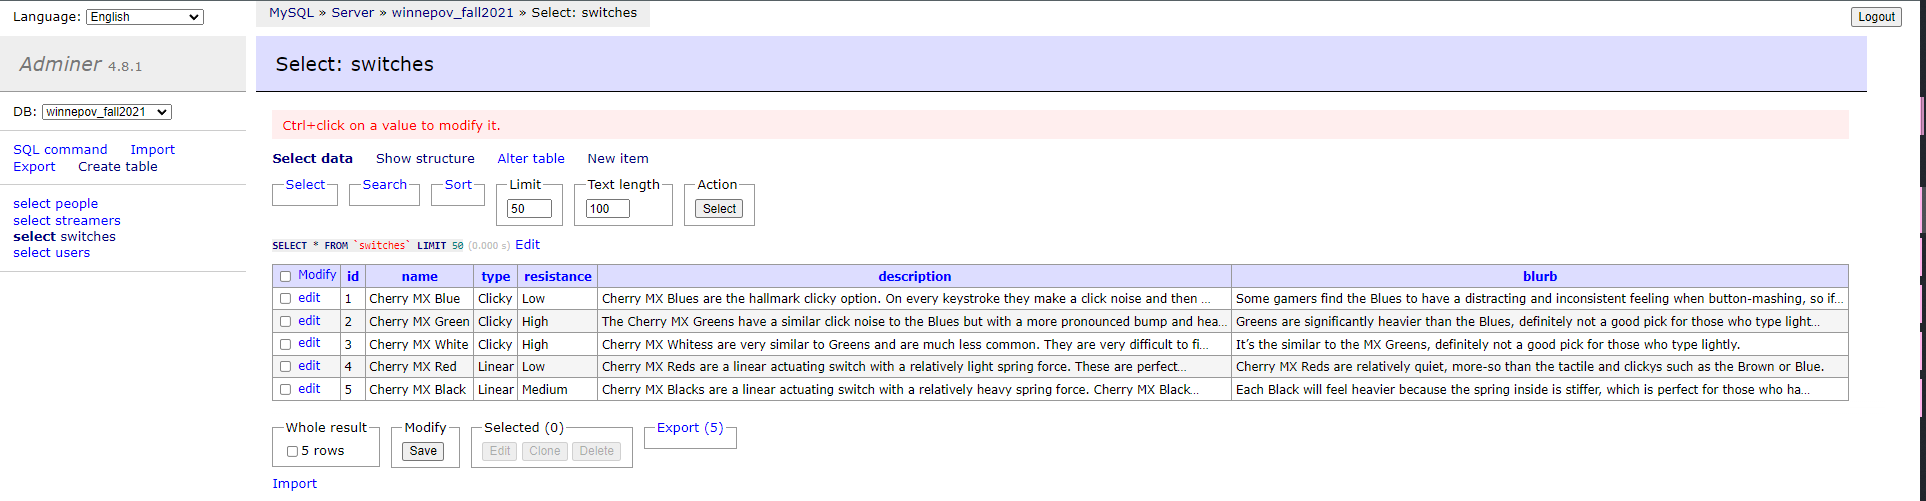 Language: English
MySQL » Server » winnepov_fall2021 » Select: switches
Logout
Adminer 4.8.1
Select: switches
DB: winnepov_fall2021
Ctrl+click on a value to modify it.
SQL command Import
Export Create table
Select data Show structure Alter table New item
select people
select streamers
select switches
select users
Select Search Sort Limit Text length Action
50 100 Select
SELECT * FROM `switches` LIMIT 50 (0.000 s) Edit
Modify id name type resistance description blurb
edit 1 Cherry MX Blue Clicky Low Cherry MX Blues are the hallmark clicky option. On every keystroke they make a click noise and then ... Some gamers find the Blues to have a distracting and inconsistent feeling when button-mashing, so if...
edit 2 Cherry MX Green Clicky High The Cherry MX Greens have a similar click noise to the Blues but with a more pronounced bump and hea... Greens are significantly heavier than the Blues, definitely not a good pick for those who type light...
edit 3 Cherry MX White Clicky High Cherry MX Whitess are very similar to Greens and are much less common. They are very difficult to fi... It's the similar to the MX Greens, definitely not a good pick for those who type lightly.
edit 4 Cherry MX Red Linear Low Cherry MX Reds are a linear actuating switch with a relatively light spring force. These are perfect... Cherry MX Reds are relatively quiet, more-so than the tactile and clickys such as the Brown or Blue.
edit 5 Cherry MX Black Linear Medium Cherry MX Blacks are a linear actuating switch with a relatively heavy spring force. Cherry MX Black... Each Black will feel heavier because the spring inside is stiffer, which is perfect for those who ha...
Whole result Modify Selected (0) Export (5)
5 rows Save Edit Clone Delete
Import